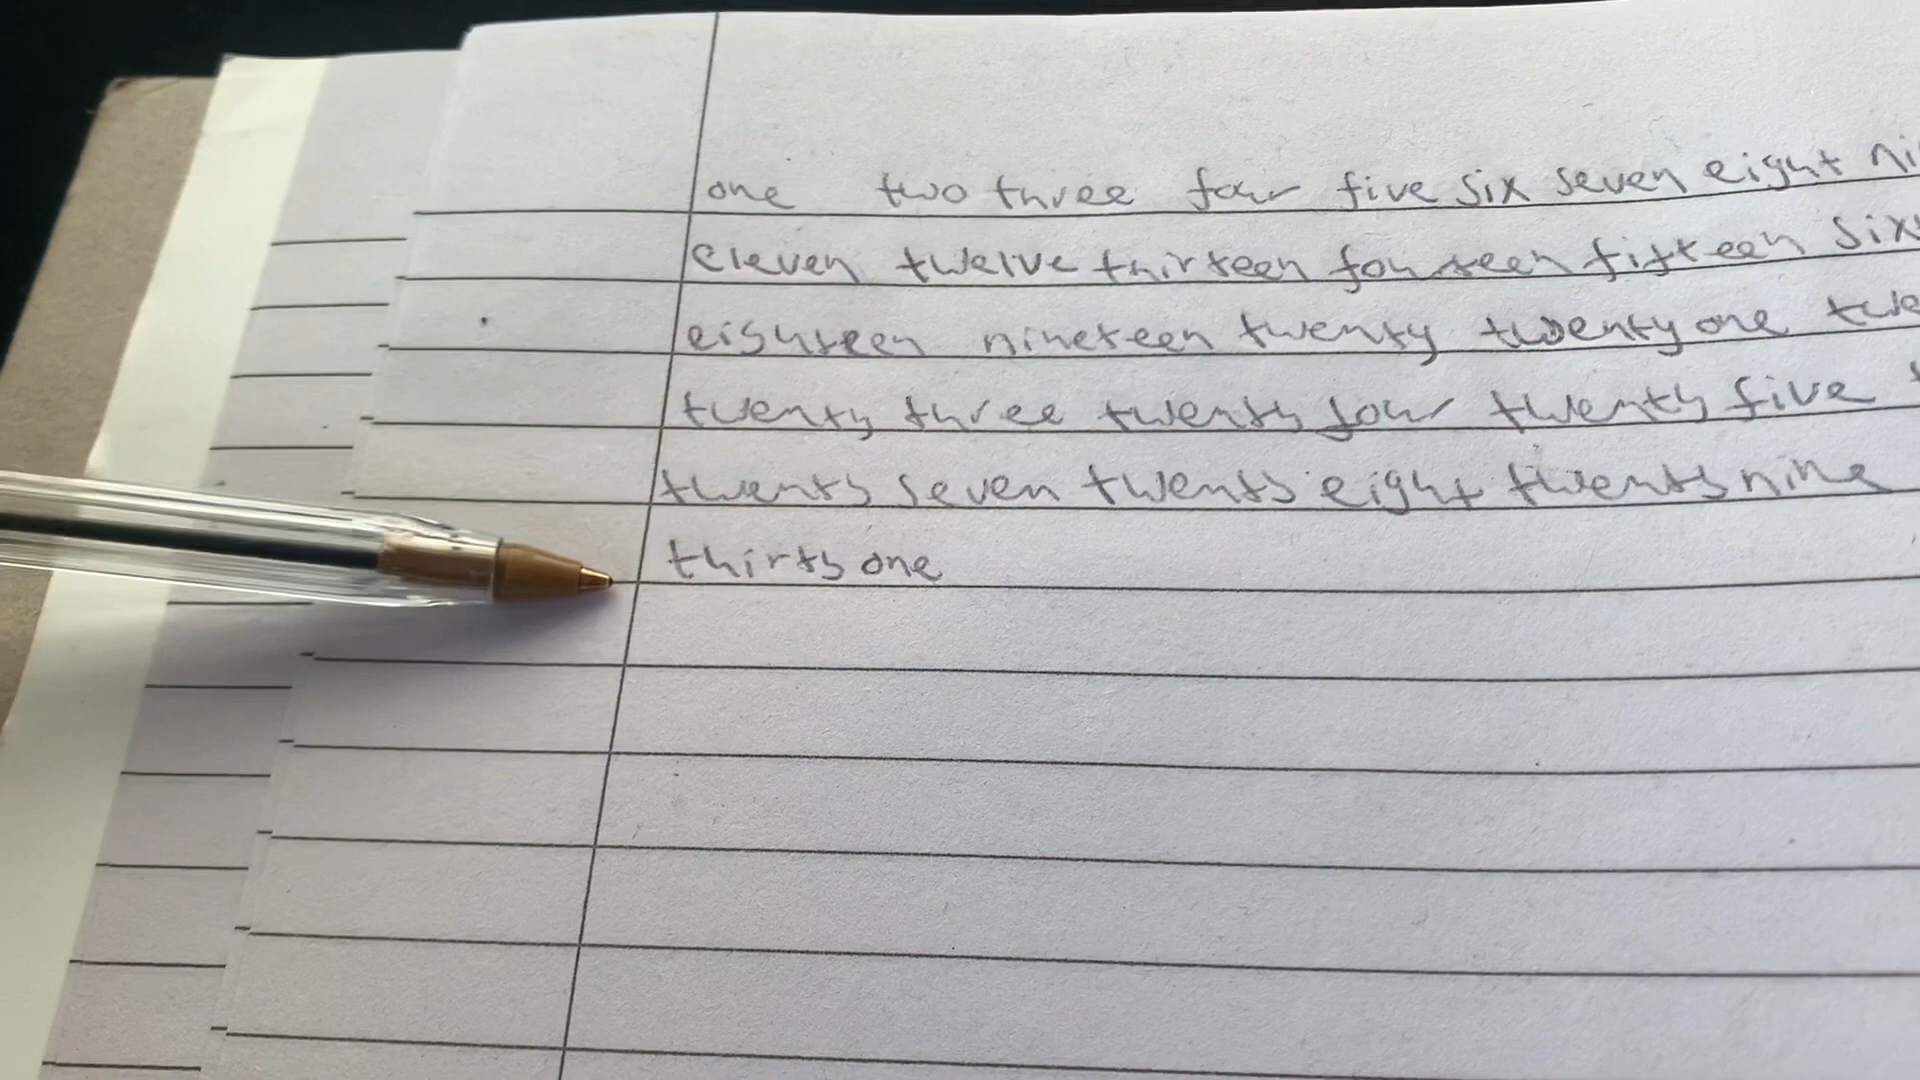 one two three four five six seven eight
eleven twelve thirteen fourteen fifteen
eighteen nineteen twenty twenty one
twenty three twenty four twenty five
twenty seven twenty eight twenty nine
thirty one